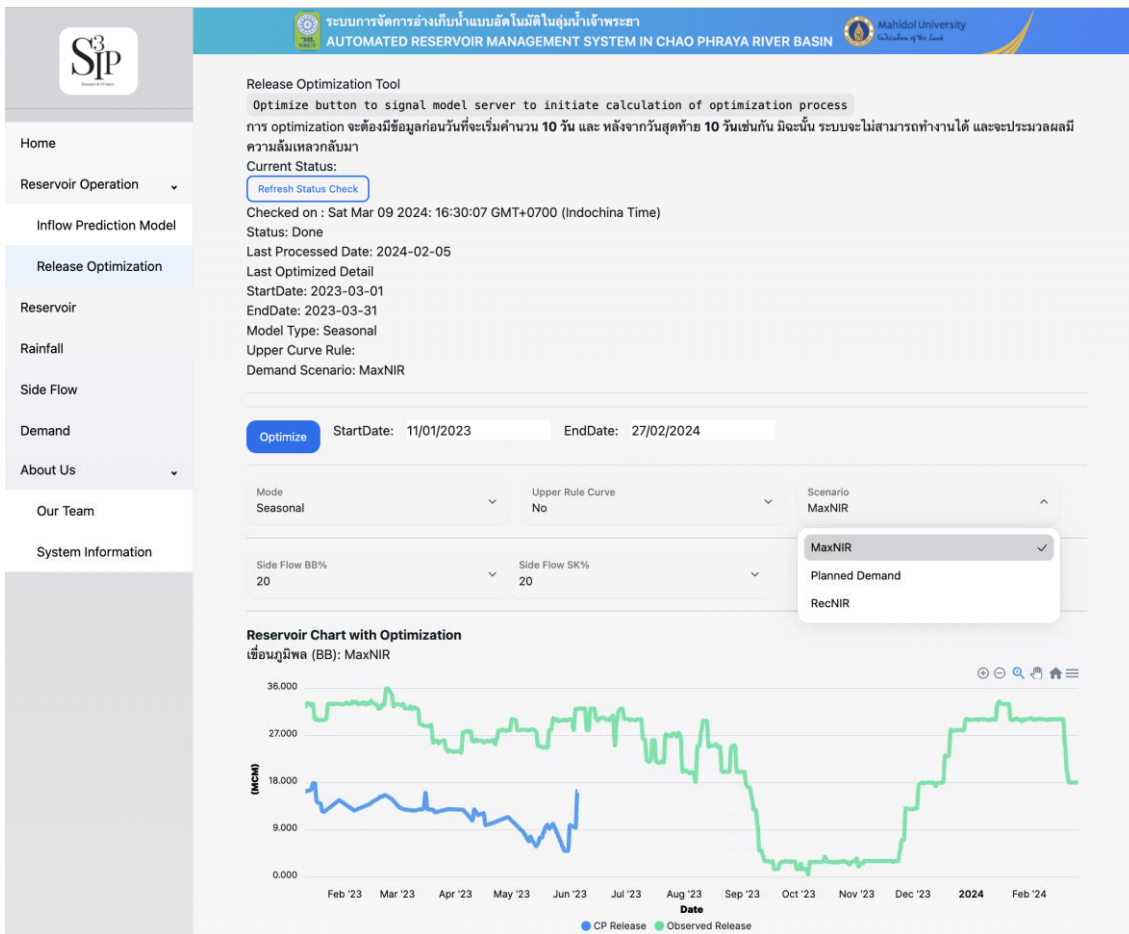 S3IP
Research Project
ระบบการจัดการอ่างเก็บน้ำแบบอัตโนมัติในลุ่มน้ำเจ้าพระยา
AUTOMATED RESERVOIR MANAGEMENT SYSTEM IN CHAO PHRAYA RIVER BASIN
วช.
NRCT
Mahidol University
Wisdom of the Land
Home
Reservoir Operation
Inflow Prediction Model
Release Optimization
Reservoir
Rainfall
Side Flow
Demand
About Us
Our Team
System Information
Release Optimization Tool
Optimize button to signal model server to initiate calculation of optimization process
การ optimization จะต้องมีข้อมูลก่อนวันที่จะเริ่มคำนวน 10 วัน และ หลังจากวันสุดท้าย 10 วันเช่นกัน มิฉะนั้น ระบบจะไม่สามารถทำงานได้ และจะประมวลผลมี
ความล้มเหลวกลับมา
Current Status:
Refresh Status Check
Checked on : Sat Mar 09 2024: 16:30:07 GMT+0700 (Indochina Time)
Status: Done
Last Processed Date: 2024-02-05
Last Optimized Detail
StartDate: 2023-03-01
EndDate: 2023-03-31
Model Type: Seasonal
Upper Curve Rule:
Demand Scenario: MaxNIR
Optimize StartDate: 11/01/2023 EndDate: 27/02/2024
Mode Upper Rule Curve Scenario
Seasonal No MaxNIR
MaxNIR
Planned Demand
RecNIR
Side Flow BB% Side Flow SK%
20 20
Reservoir Chart with Optimization
เขื่อนภูมิพล (BB): MaxNIR
36.000
27.000
18.000
9.000
0.000
(MCM)
Feb '23 Mar '23 Apr '23 May '23 Jun '23 Jul '23 Aug '23 Sep '23 Oct '23 Nov '23 Dec '23 2024 Feb '24
Date
CP Release Observed Release